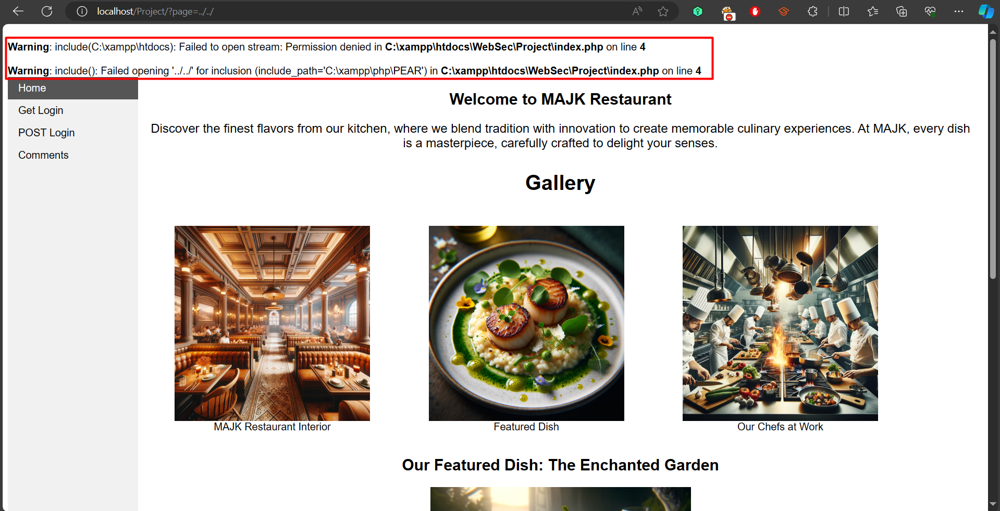 localhost/Project/?page=../../
Warning: include(C:\xampp\htdocs): Failed to open stream: Permission denied in C:\xampp\htdocs\WebSec\Project\index.php on line 4
Warning: include(): Failed opening '../../' for inclusion (include_path='C:\xampp\php\PEAR') in C:\xampp\htdocs\WebSec\Project\index.php on line 4
Home
Get Login
POST Login
Comments
Welcome to MAJK Restaurant
Discover the finest flavors from our kitchen, where we blend tradition with innovation to create memorable culinary experiences. At MAJK, every dish
is a masterpiece, carefully crafted to delight your senses.
Gallery
MAJK Restaurant Interior
Featured Dish
Our Chefs at Work
Our Featured Dish: The Enchanted Garden